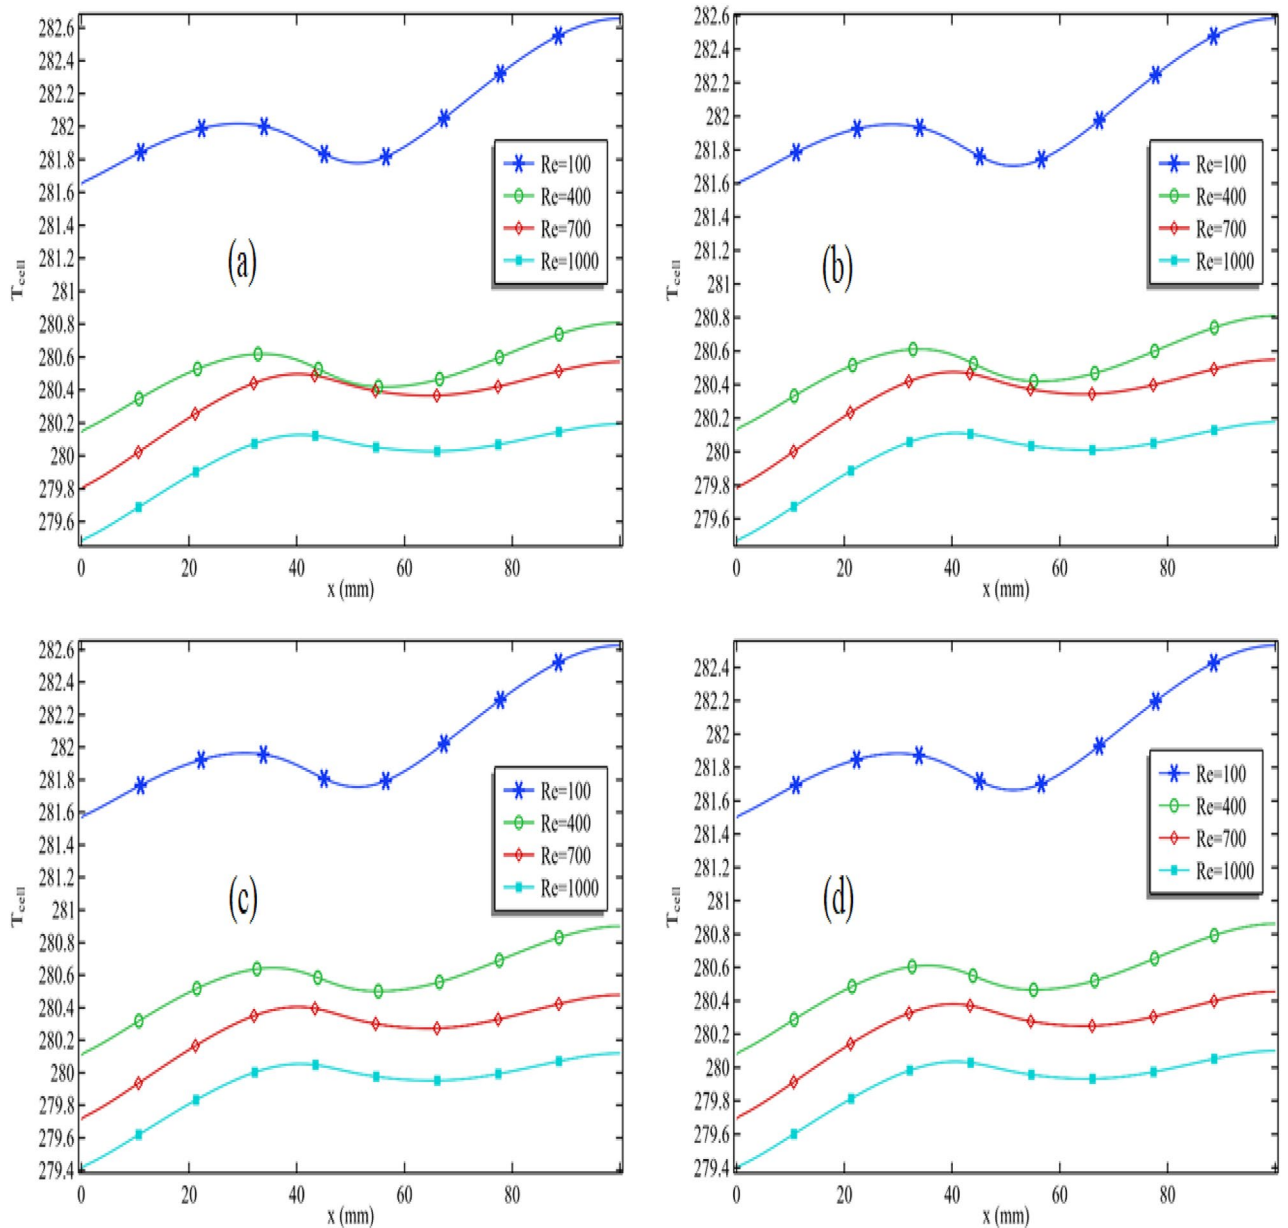 282.6
282.4
282.2
282
281.8
281.6
281.4
281.2
281
280.8
280.6
280.4
280.2
280
279.8
279.6
T_cell
Re=100
Re=400
Re=700
Re=1000
(a)
0 20 40 60 80
x (mm)
282.6
282.4
282.2
282
281.8
281.6
281.4
281.2
281
280.8
280.6
280.4
280.2
280
279.8
279.6
T_cell
Re=100
Re=400
Re=700
Re=1000
(b)
0 20 40 60 80
x (mm)
282.6
282.4
282.2
282
281.8
281.6
281.4
281.2
281
280.8
280.6
280.4
280.2
280
279.8
279.6
279.4
T_cell
Re=100
Re=400
Re=700
Re=1000
(c)
0 20 40 60 80
x (mm)
282.4
282.2
282
281.8
281.6
281.4
281.2
281
280.8
280.6
280.4
280.2
280
279.8
279.6
279.4
T_cell
Re=100
Re=400
Re=700
Re=1000
(d)
0 20 40 60 80
x (mm)